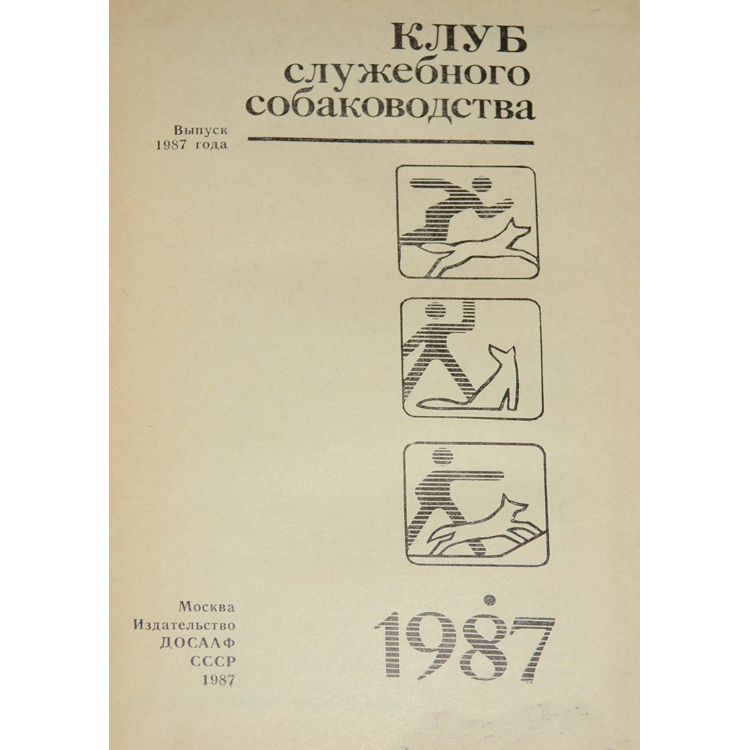 КЛУБ
служебного
собаководства
Выпуск
1987 года
Москва
Издательство
ДОСААФ
СССР
1987
1987